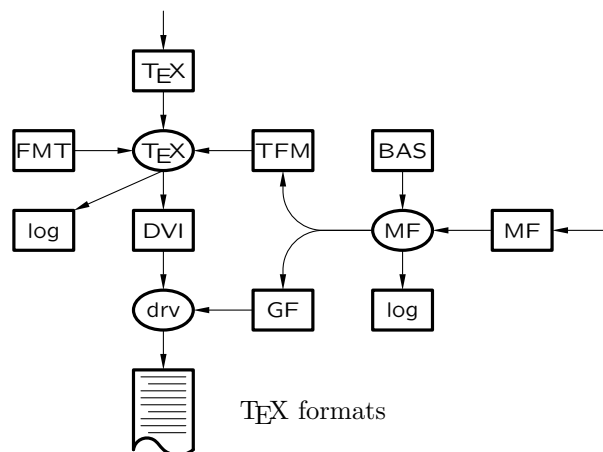 TEX
FMT TEX TFM BAS
log DVI MF MF
drv GF log
TEX formats